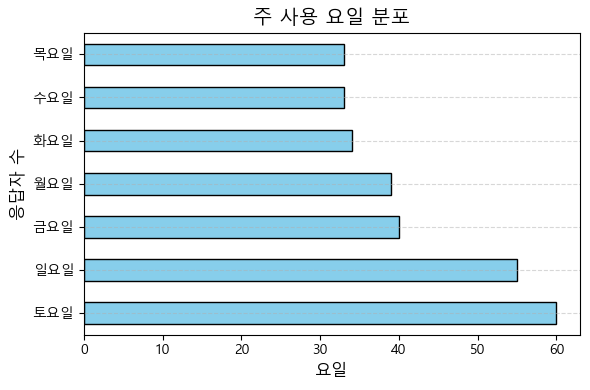 주 사용 요일 분포
목요일
수요일
화요일
월요일
금요일
일요일
토요일
응답자 수
0 10 20 30 40 50 60
요일